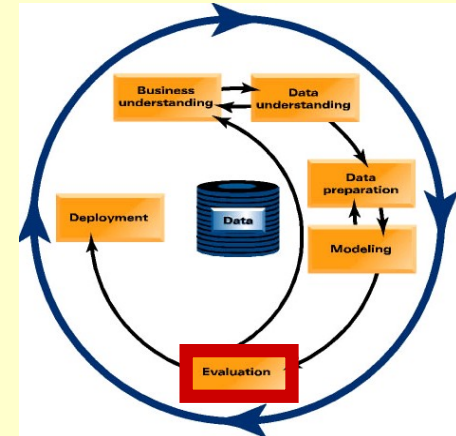 Business
understanding
Data
understanding
Data
preparation
Modeling
Deployment
Data
Evaluation